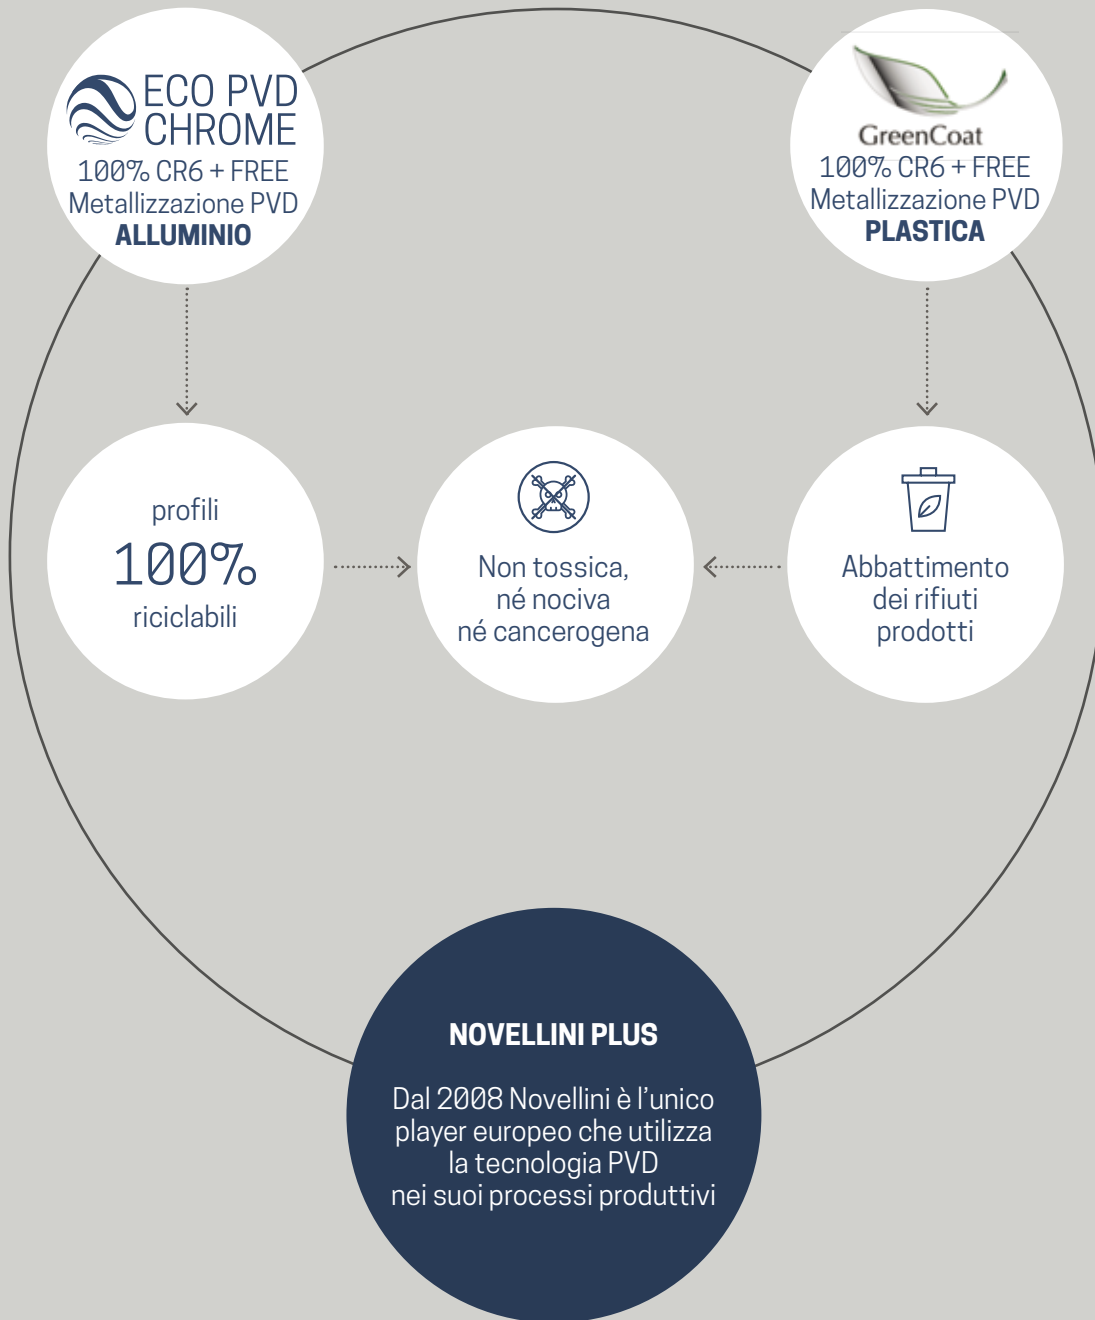 ECO PVD
CHROME
100% CR6 + FREE
Metallizzazione PVD
ALLUMINIO
GreenCoat
100% CR6 + FREE
Metallizzazione PVD
PLASTICA
profili
100%
riciclabili
Non tossica,
né nociva
né cancerogena
Abbattimento
dei rifiuti
prodotti
NOVELLINI PLUS
Dal 2008 Novellini è l'unico
player europeo che utilizza
la tecnologia PVD
nei suoi processi produttivi